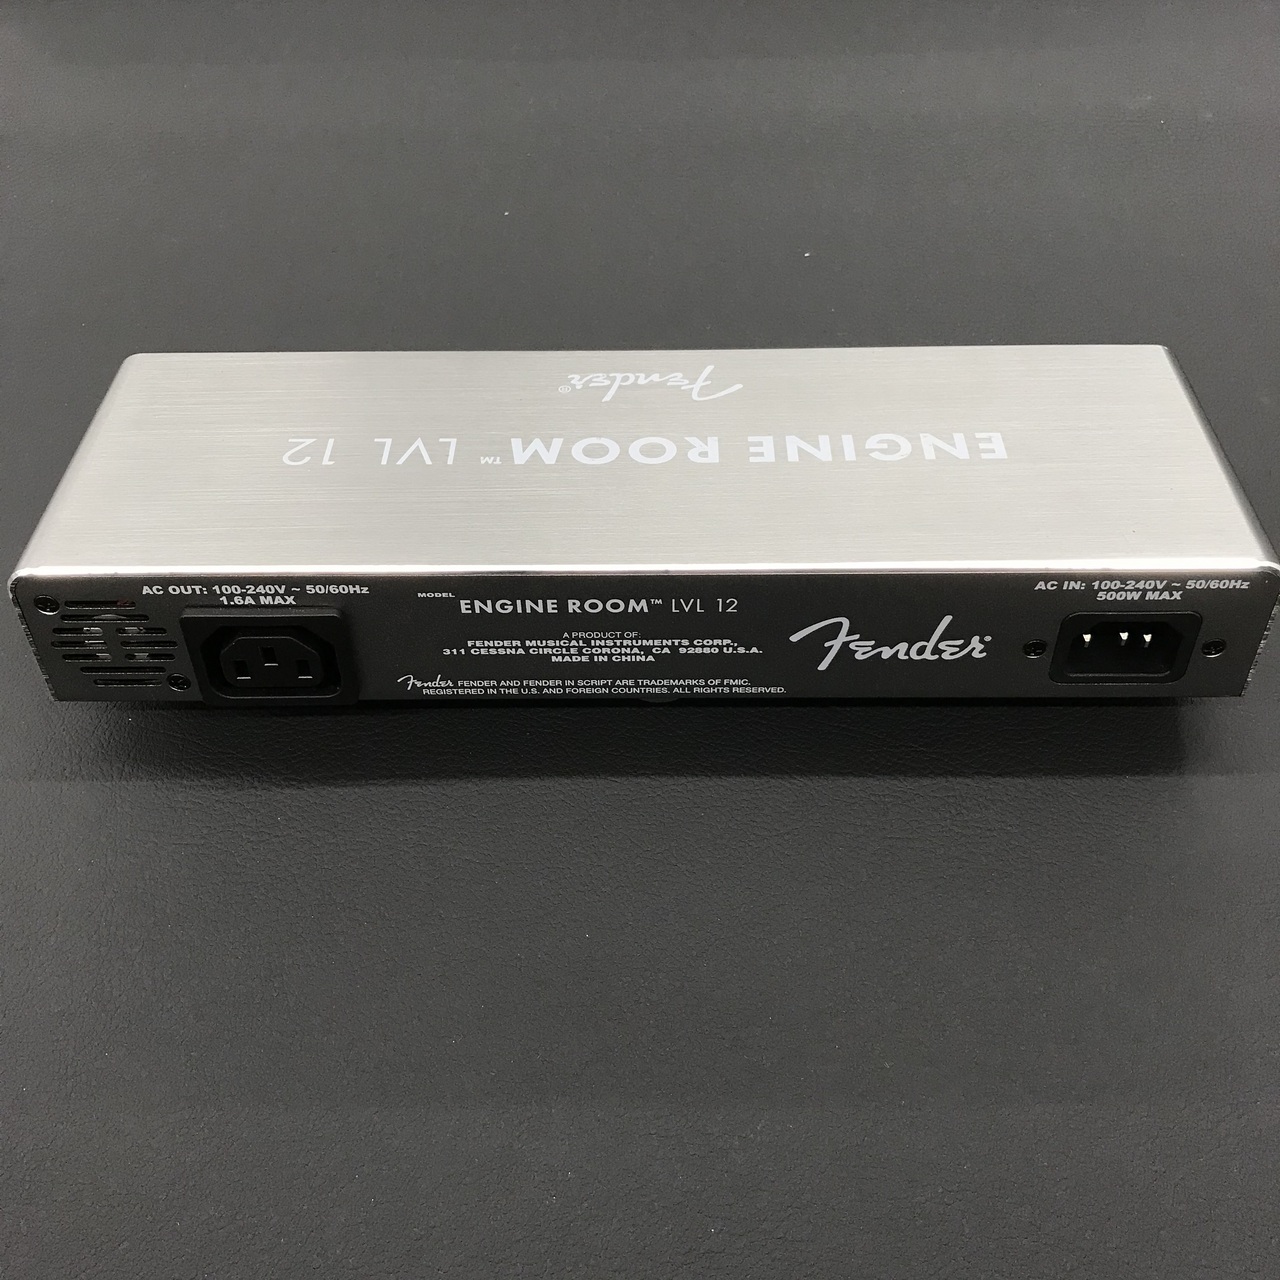 Fender®
ENGINE ROOM™ LVL 12
AC OUT: 100-240V ~ 50/60Hz
1.6A MAX
MODEL
ENGINE ROOM™ LVL 12
A PRODUCT OF:
FENDER MUSICAL INSTRUMENTS CORP.,
311 CESSNA CIRCLE CORONA, CA 92880 U.S.A.
MADE IN CHINA
Fender FENDER AND FENDER IN SCRIPT ARE TRADEMARKS OF FMIC.
REGISTERED IN THE U.S. AND FOREIGN COUNTRIES. ALL RIGHTS RESERVED.
Fender
AC IN: 100-240V ~ 50/60Hz
500W MAX